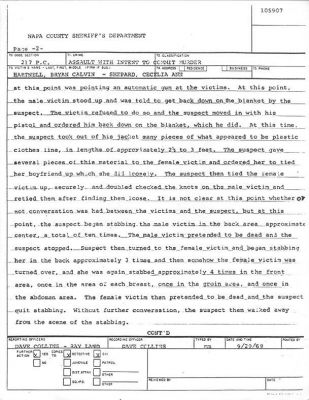 105907
NAPA COUNTY SHERIFF'S DEPARTMENT
Page -2-
CODE SECTION CRIME CLASSIFICATION
217 P.C. ASSAULT WITH INTENT TO COMMIT MURDER
VICTIM'S NAME - LAST, FIRST, MIDDLE (FIRM IF BUS.) ADDRESS RESIDENCE BUSINESS PHONE
HARTNELL, BRYAN CALVIN - SHEPARD, CECELIA ANN
at this point was pointing an automatic gun at the victims. At this point,
the male victim stood up and was told to get back down on the blanket by the
suspect. The victim refused to do so and the suspect moved in with his
pistol and ordered him back down on the blanket, which he did. At this time,
the suspect took out of his jacket many pieces of what appeared to be plastic
clothes line, in lengths of approximately 2½ to 3 feet. The suspect gave
several pieces of this material to the female victim and ordered her to tied
her boyfriend up which she did loosely. The suspect then tied the female
victim up, securely and doubled checked the knots on the male victim and
retied them after finding them loose. It is not clear at this point whether or
not conversation was had between the victims and the suspect, but at this
point, the suspect began stabbing the male victim in the back area, approximate
center, a total of ten times. The male victim pretended to be dead and the
suspect stopped. Suspect then turned to the female victim and began stabbing
her in the back approximately 3 times and then somehow the female victim was
turned over, and she was again stabbed approximately 4 times in the front
area, once in the area of each breast, once in the groin area, and once in
the abdomen area. The female victim then pretended to be dead and the suspect
quit stabbing. Without further conversation, the suspect then walked away
from the scene of the stabbing.
CONT'D
REPORTING OFFICER RECORDING OFFICER TYPED BY DATE ROUTED BY
DAVE COLLINS - RAY LAND DAVE COLLINS 9/29/69
FURTHER ACTION X YES COPIES TO X DETECTIVE X CII
NO JUVENILE PATROL
DIST. ATTNY. OTHER
OTHER
REVIEWED BY DATE